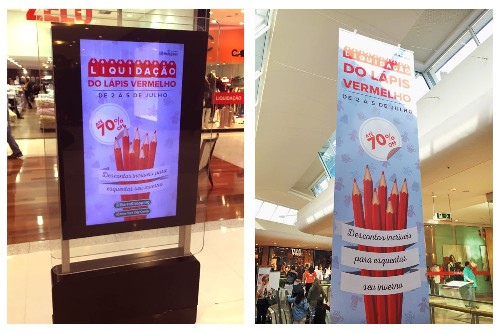 LIQUIDAÇÃO
DO LÁPIS VERMELHO
DE 2 A 5 DE JULHO
ATÉ
70%
OFF
Descontos incríveis para
esquentar seu inverno
LIQUIDAÇÃO
LIQUIDAÇÃO
DO LÁPIS
VERMELHO
DE 2 A 5 DE JULHO
ATÉ
70%
OFF
Descontos incríveis
para esquentar
seu inverno